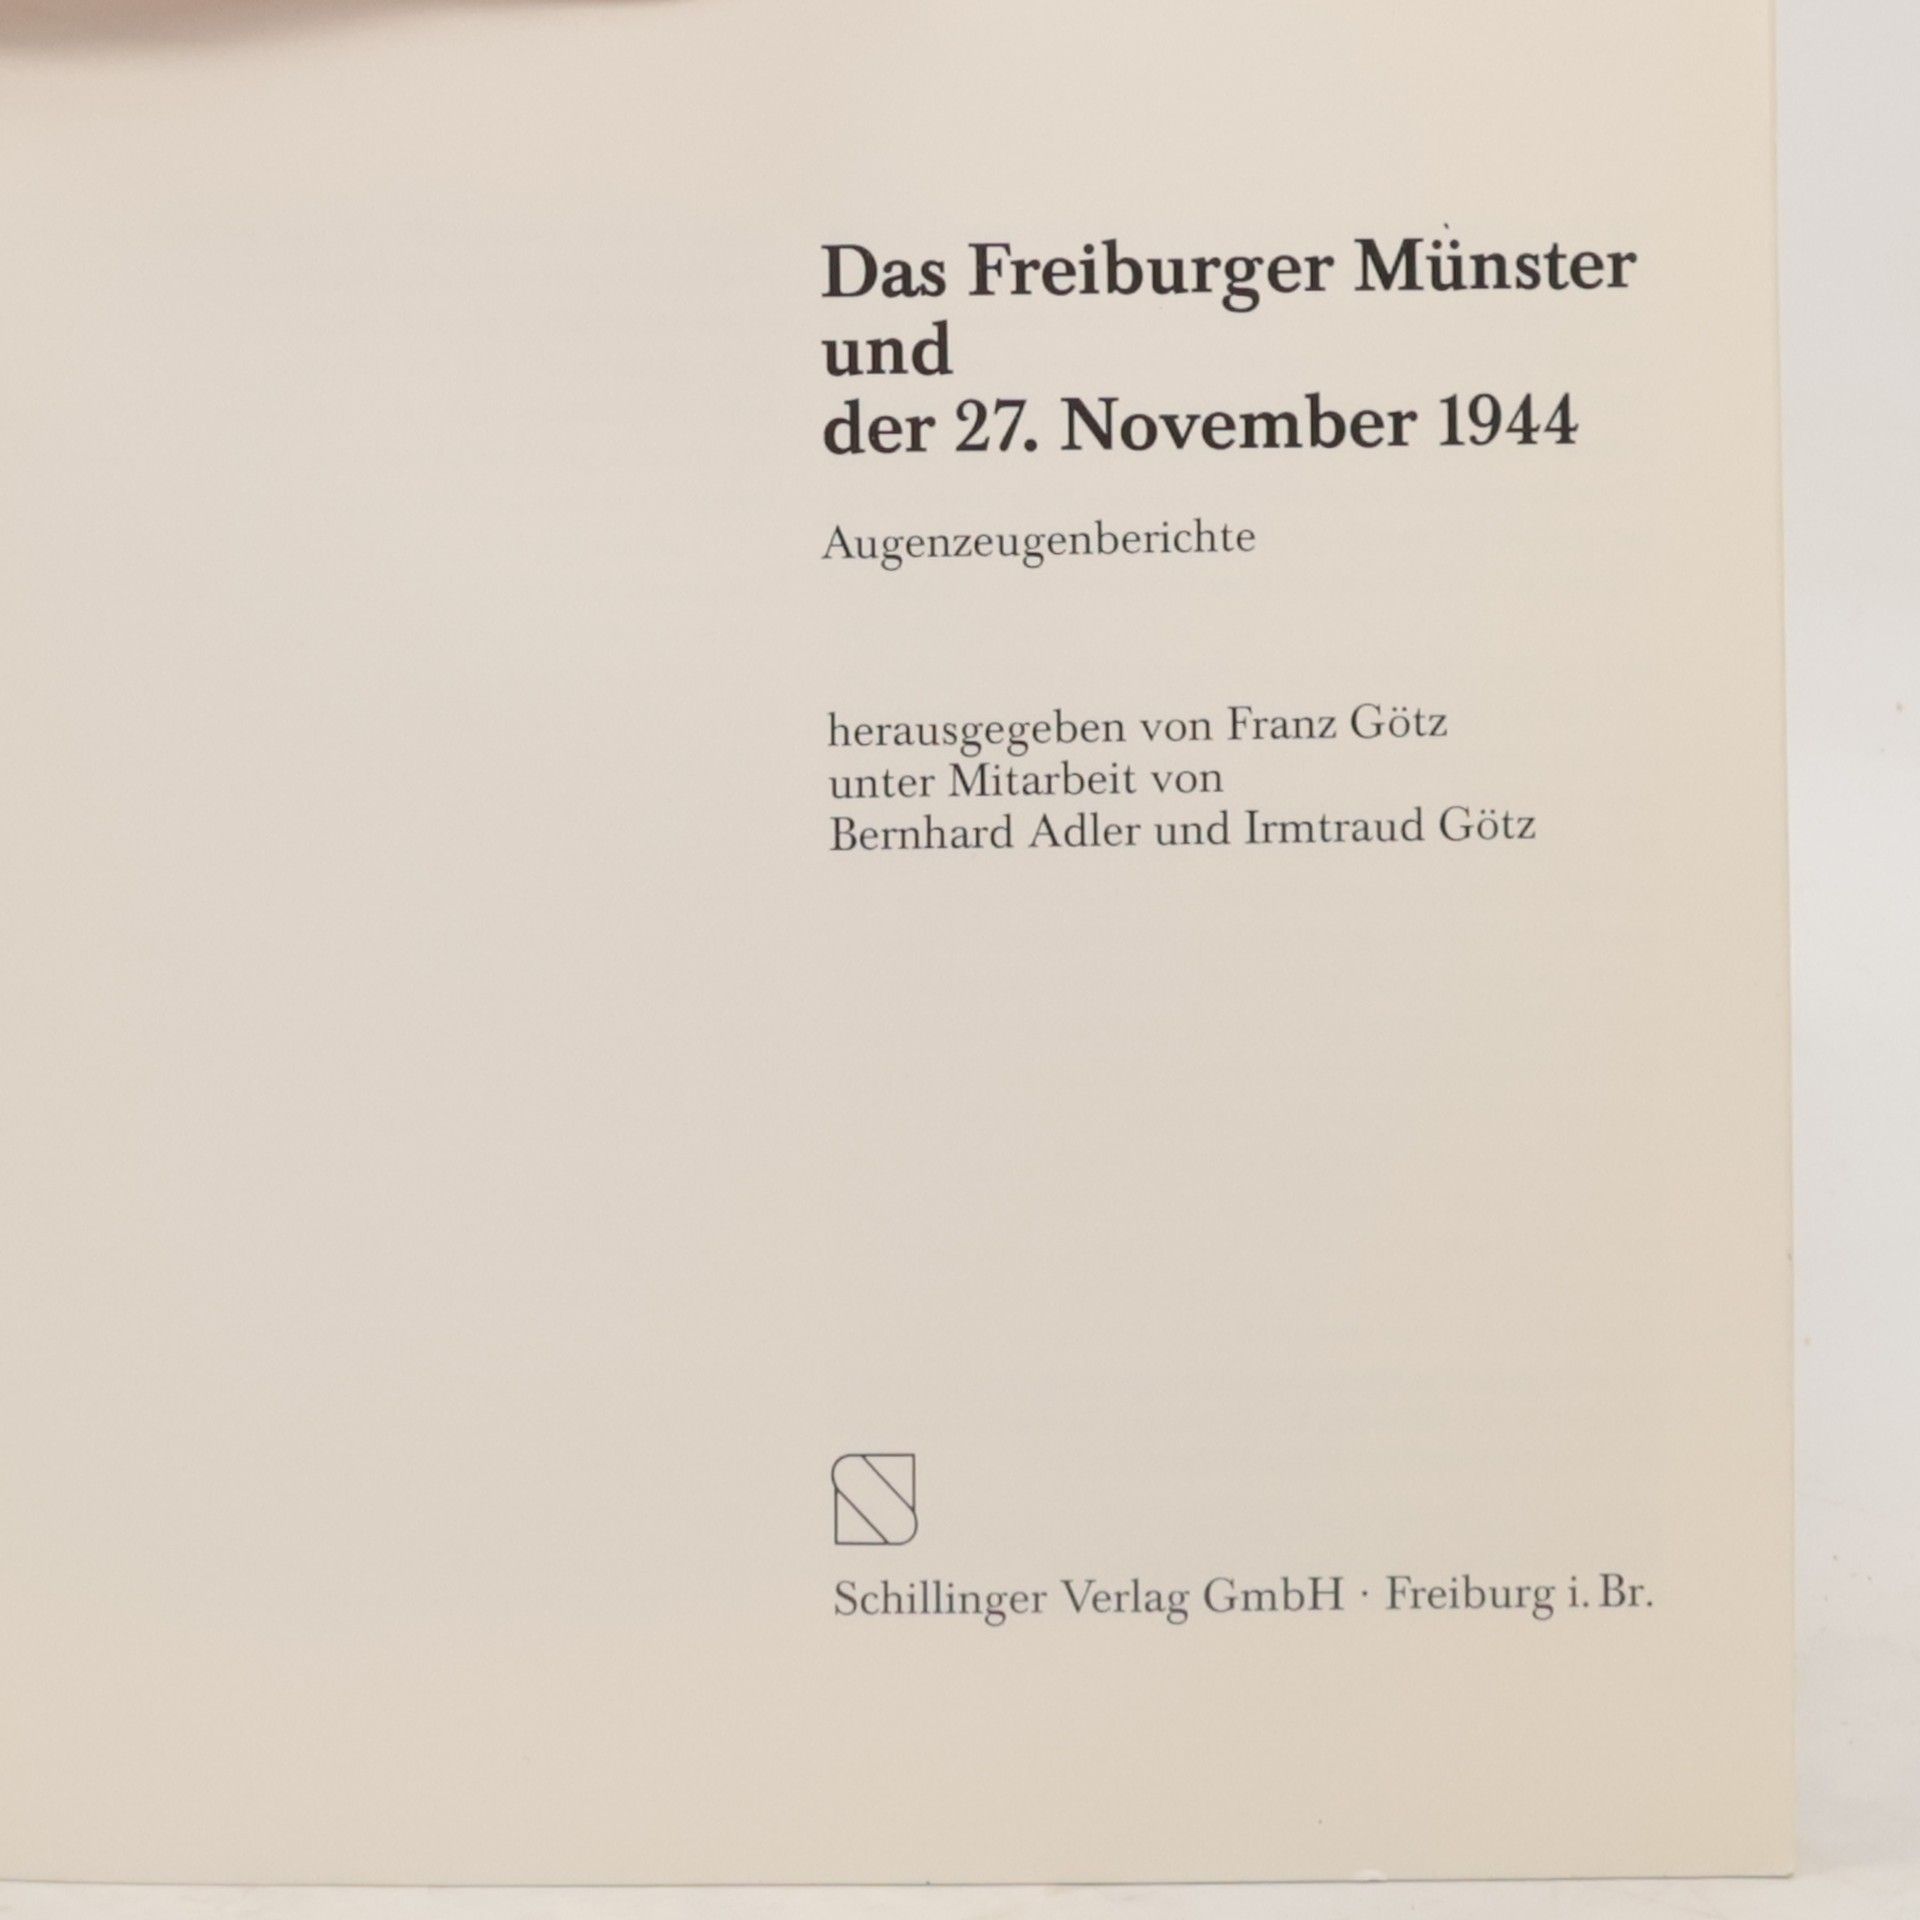 Das Freiburger Münster
und
der 27. November 1944
Augenzeugenberichte
herausgegeben von Franz Götz
unter Mitarbeit von
Bernhard Adler und Irmtraud Götz
Schillinger Verlag GmbH · Freiburg i. Br.